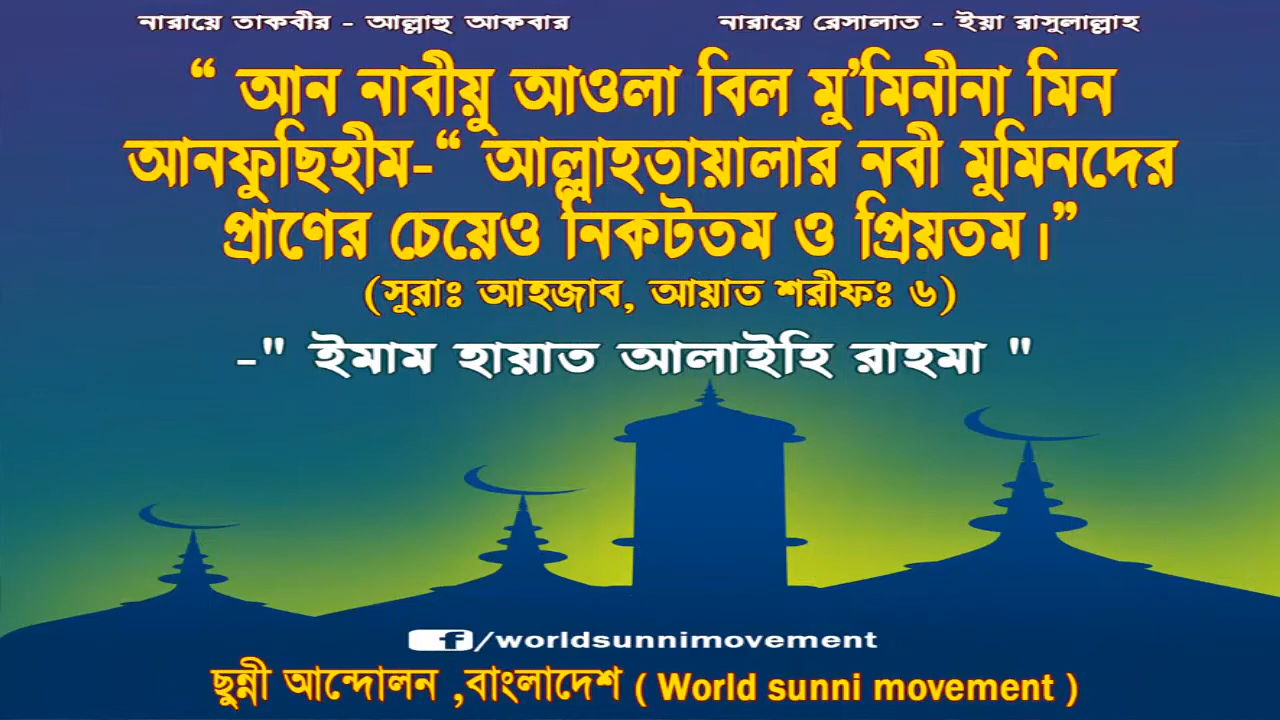 নারায়ে তাকবীর - আল্লাহু আকবার
নারায়ে রেসালাত - ইয়া রাসুলাল্লাহ
“ আন নাবীয়ু আওলা বিল মু’মিনীনা মিন
আনফুছিহীম-“ আল্লাহতায়ালার নবী মুমিনদের
প্রাণের চেয়েও নিকটতম ও প্রিয়তম।”
(সুরাঃ আহজাব, আয়াত শরীফঃ ৬)
-" ইমাম হায়াত আলাইহি রাহমা "
f/worldsunnimovement
ছুন্নী আন্দোলন ,বাংলাদেশ ( World sunni movement )